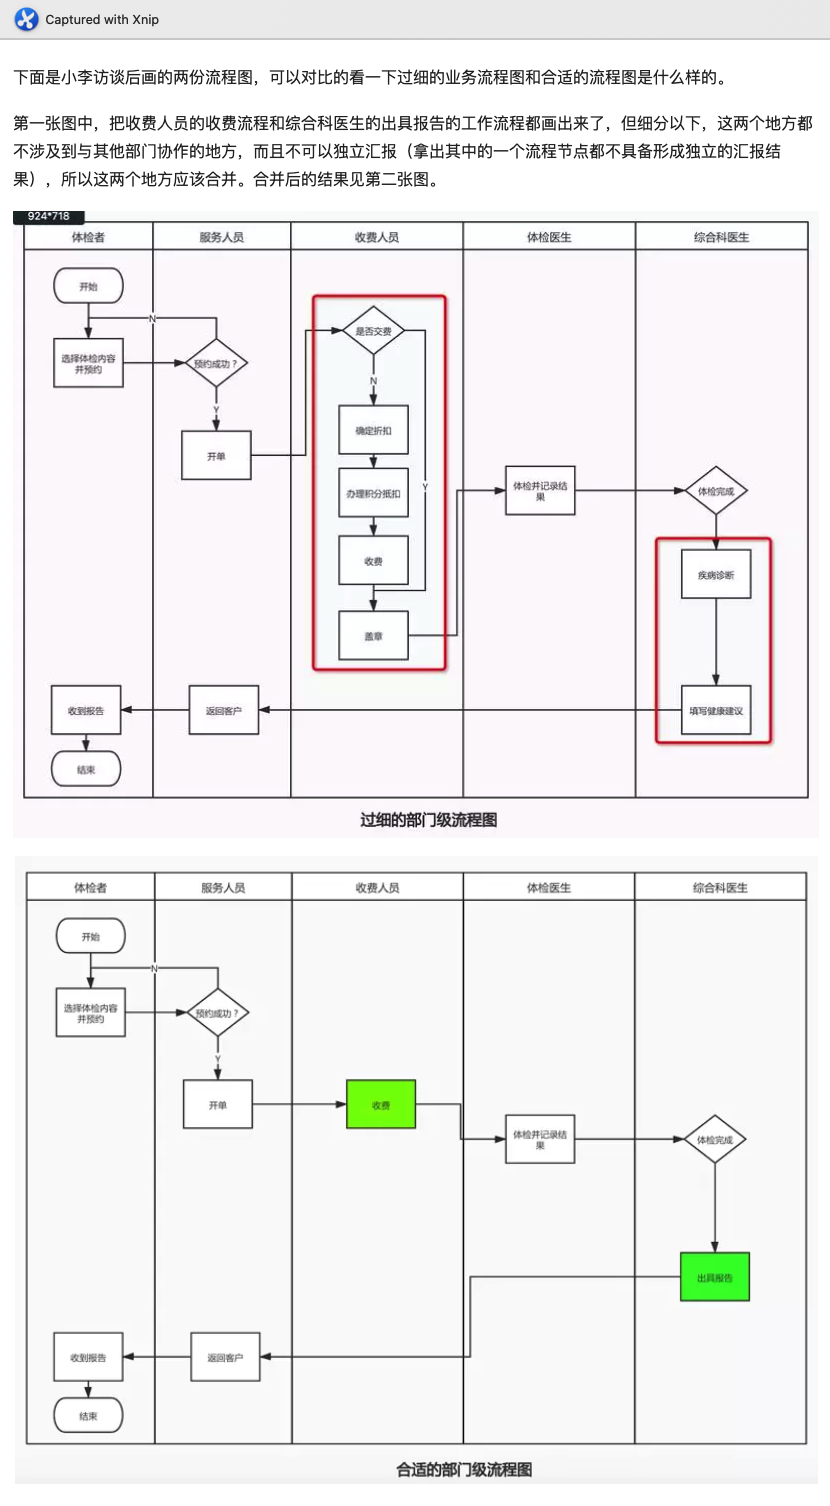 Captured with Xnip
下面是小李访谈后画的两份流程图，可以对比的看一下过细的业务流程图和合适的流程图是什么样的。
第一张图中，把收费人员的收费流程和综合科医生的出具报告的工作流程都画出来了，但细分以下，这两个地方都
不涉及到与其他部门协作的地方，而且不可以独立汇报（拿出其中的一个流程节点都不具备形成独立的汇报结
果），所以这两个地方应该合并。合并后的结果见第二张图。
924*718
体检者 服务人员 收费人员 体检医生 综合科医生
开始
N
是否交费
选择体检内容
并预约
预约成功？
N
Y
确定折扣
开单
办理积分抵扣
Y
体检并记录结
果
体检完成
收费
疾病诊断
盖章
收到报告
返回客户
填写健康建议
结束
过细的部门级流程图
体检者 服务人员 收费人员 体检医生 综合科医生
开始
N
选择体检内容
并预约
预约成功？
Y
开单
收费
体检并记录结
果
体检完成
出具报告
收到报告
返回客户
结束
合适的部门级流程图